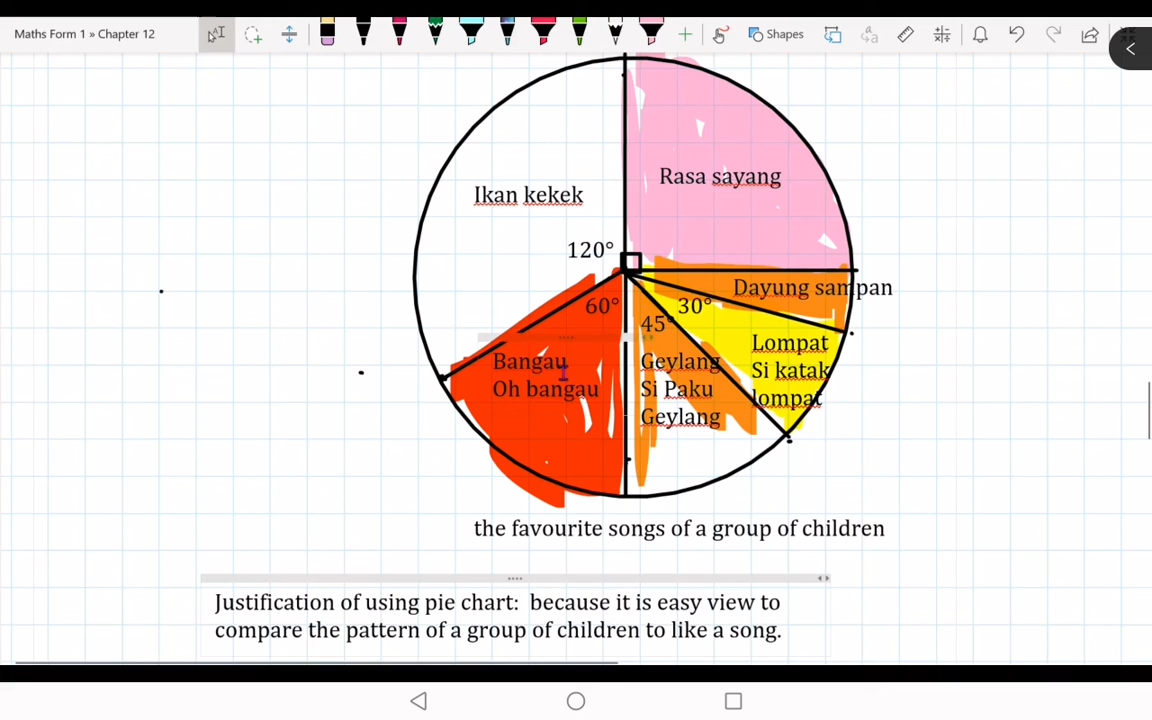 Maths Form 1 » Chapter 12
Shapes
Rasa sayang
Ikan kekek
120°
Dayung sampan
60°
30°
45°
Lompat
Si katak
lompat
Bangau
Oh bangau
Geylang
Si Paku
Geylang
the favourite songs of a group of children
Justification of using pie chart: because it is easy view to
compare the pattern of a group of children to like a song.